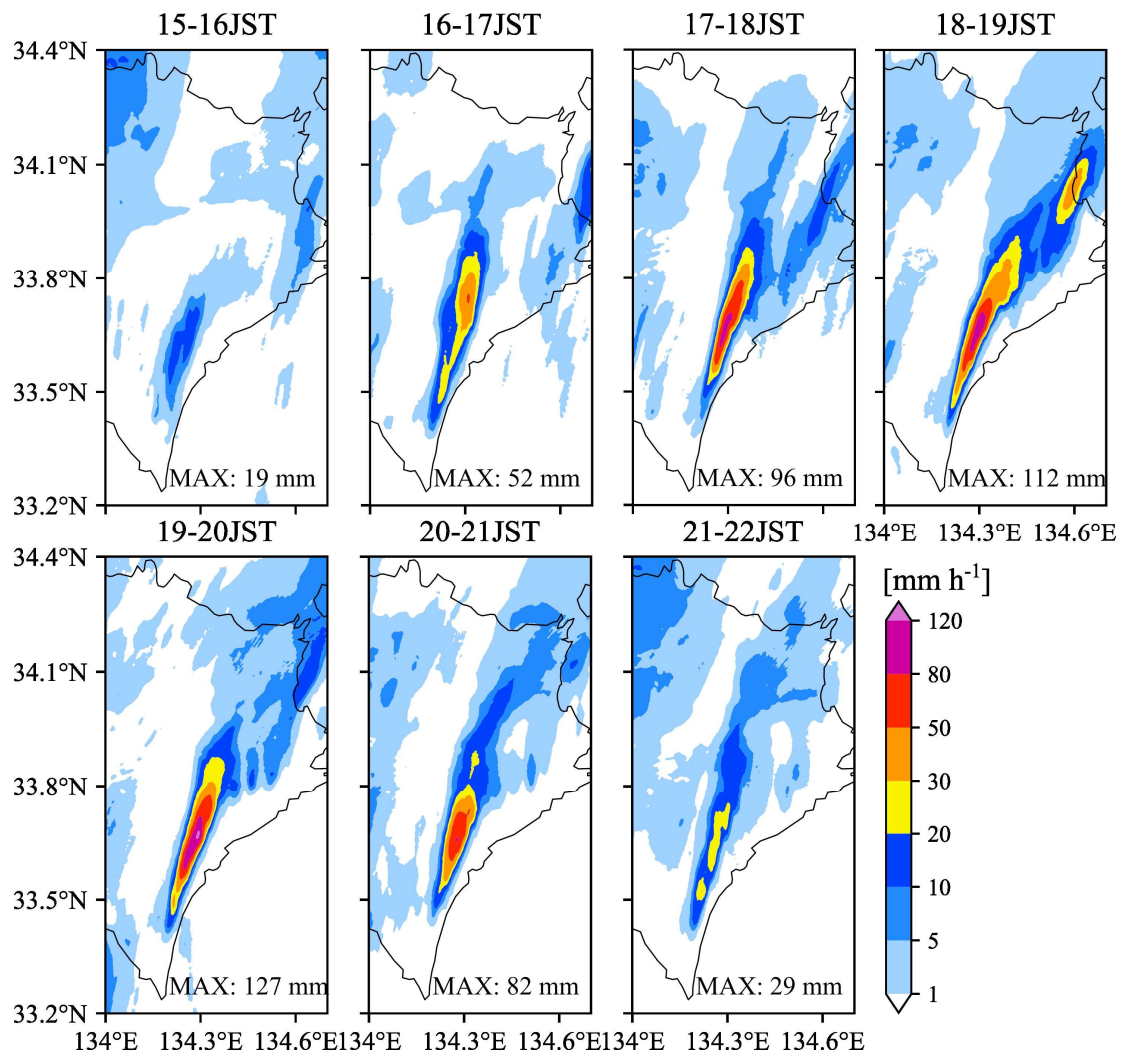 15-16JST
16-17JST
17-18JST
18-19JST
34.4°N
34.1°N
33.8°N
33.5°N
33.2°N
MAX: 19 mm
MAX: 52 mm
MAX: 96 mm
MAX: 112 mm
134°E 134.3°E 134.6°E
19-20JST
20-21JST
21-22JST
34.4°N
34.1°N
33.8°N
33.5°N
33.2°N
MAX: 127 mm
MAX: 82 mm
MAX: 29 mm
134°E 134.3°E 134.6°E
134°E 134.3°E 134.6°E
134°E 134.3°E 134.6°E
[mm h⁻¹]
120
80
50
30
20
10
5
1